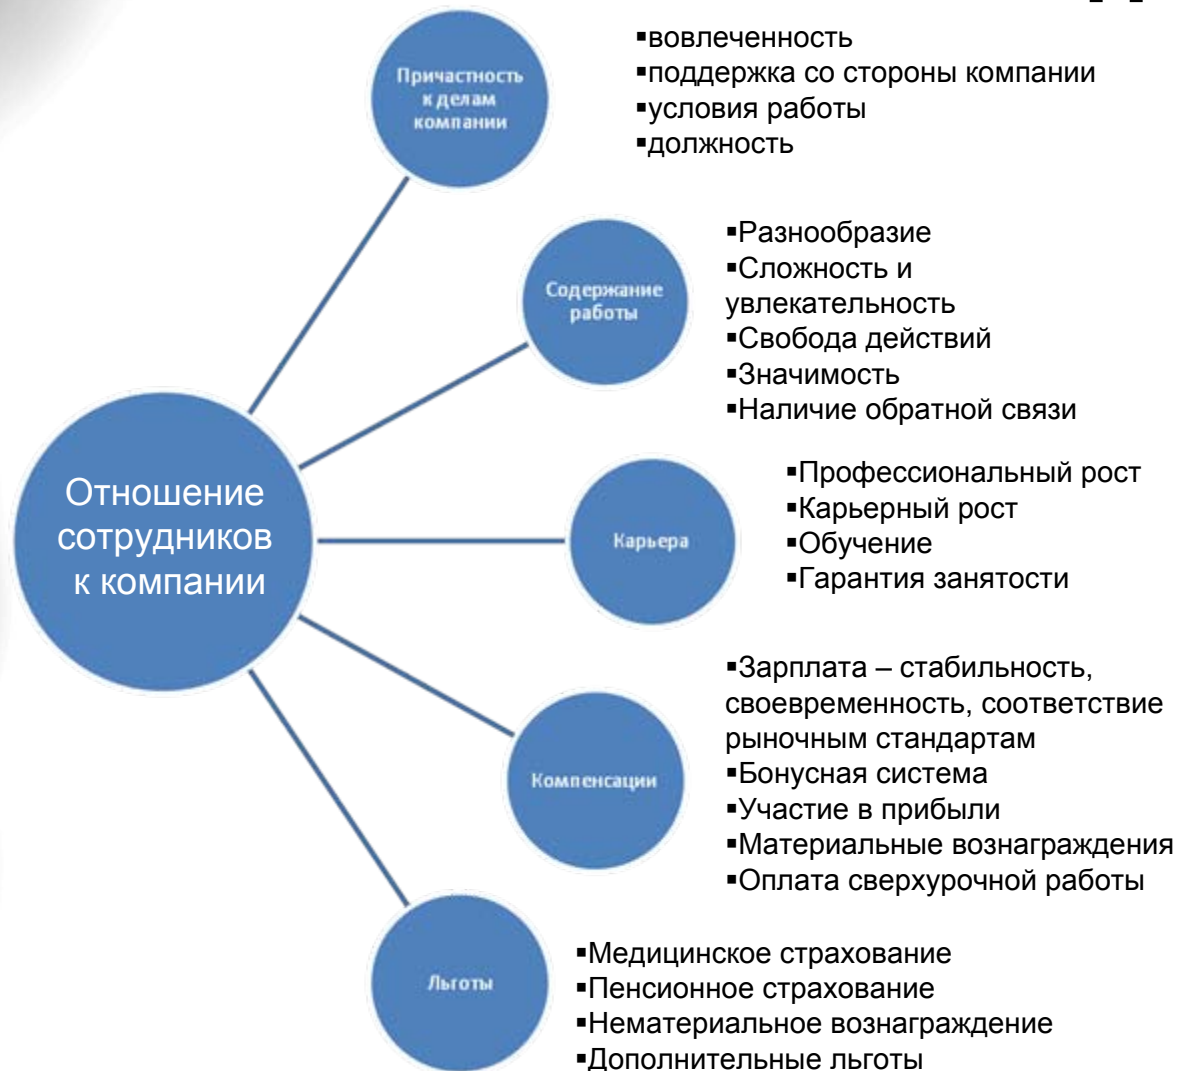 Причастность
к делам
компании
▪вовлеченность
▪поддержка со стороны компании
▪условия работы
▪должность
Содержание
работы
▪Разнообразие
▪Сложность и
увлекательность
▪Свобода действий
▪Значимость
▪Наличие обратной связи
Отношение
сотрудников
к компании
Карьера
▪Профессиональный рост
▪Карьерный рост
▪Обучение
▪Гарантия занятости
Компенсации
▪Зарплата – стабильность,
своевременность, соответствие
рыночным стандартам
▪Бонусная система
▪Участие в прибыли
▪Материальные вознаграждения
▪Оплата сверхурочной работы
Льготы
▪Медицинское страхование
▪Пенсионное страхование
▪Нематериальное вознаграждение
▪Дополнительные льготы